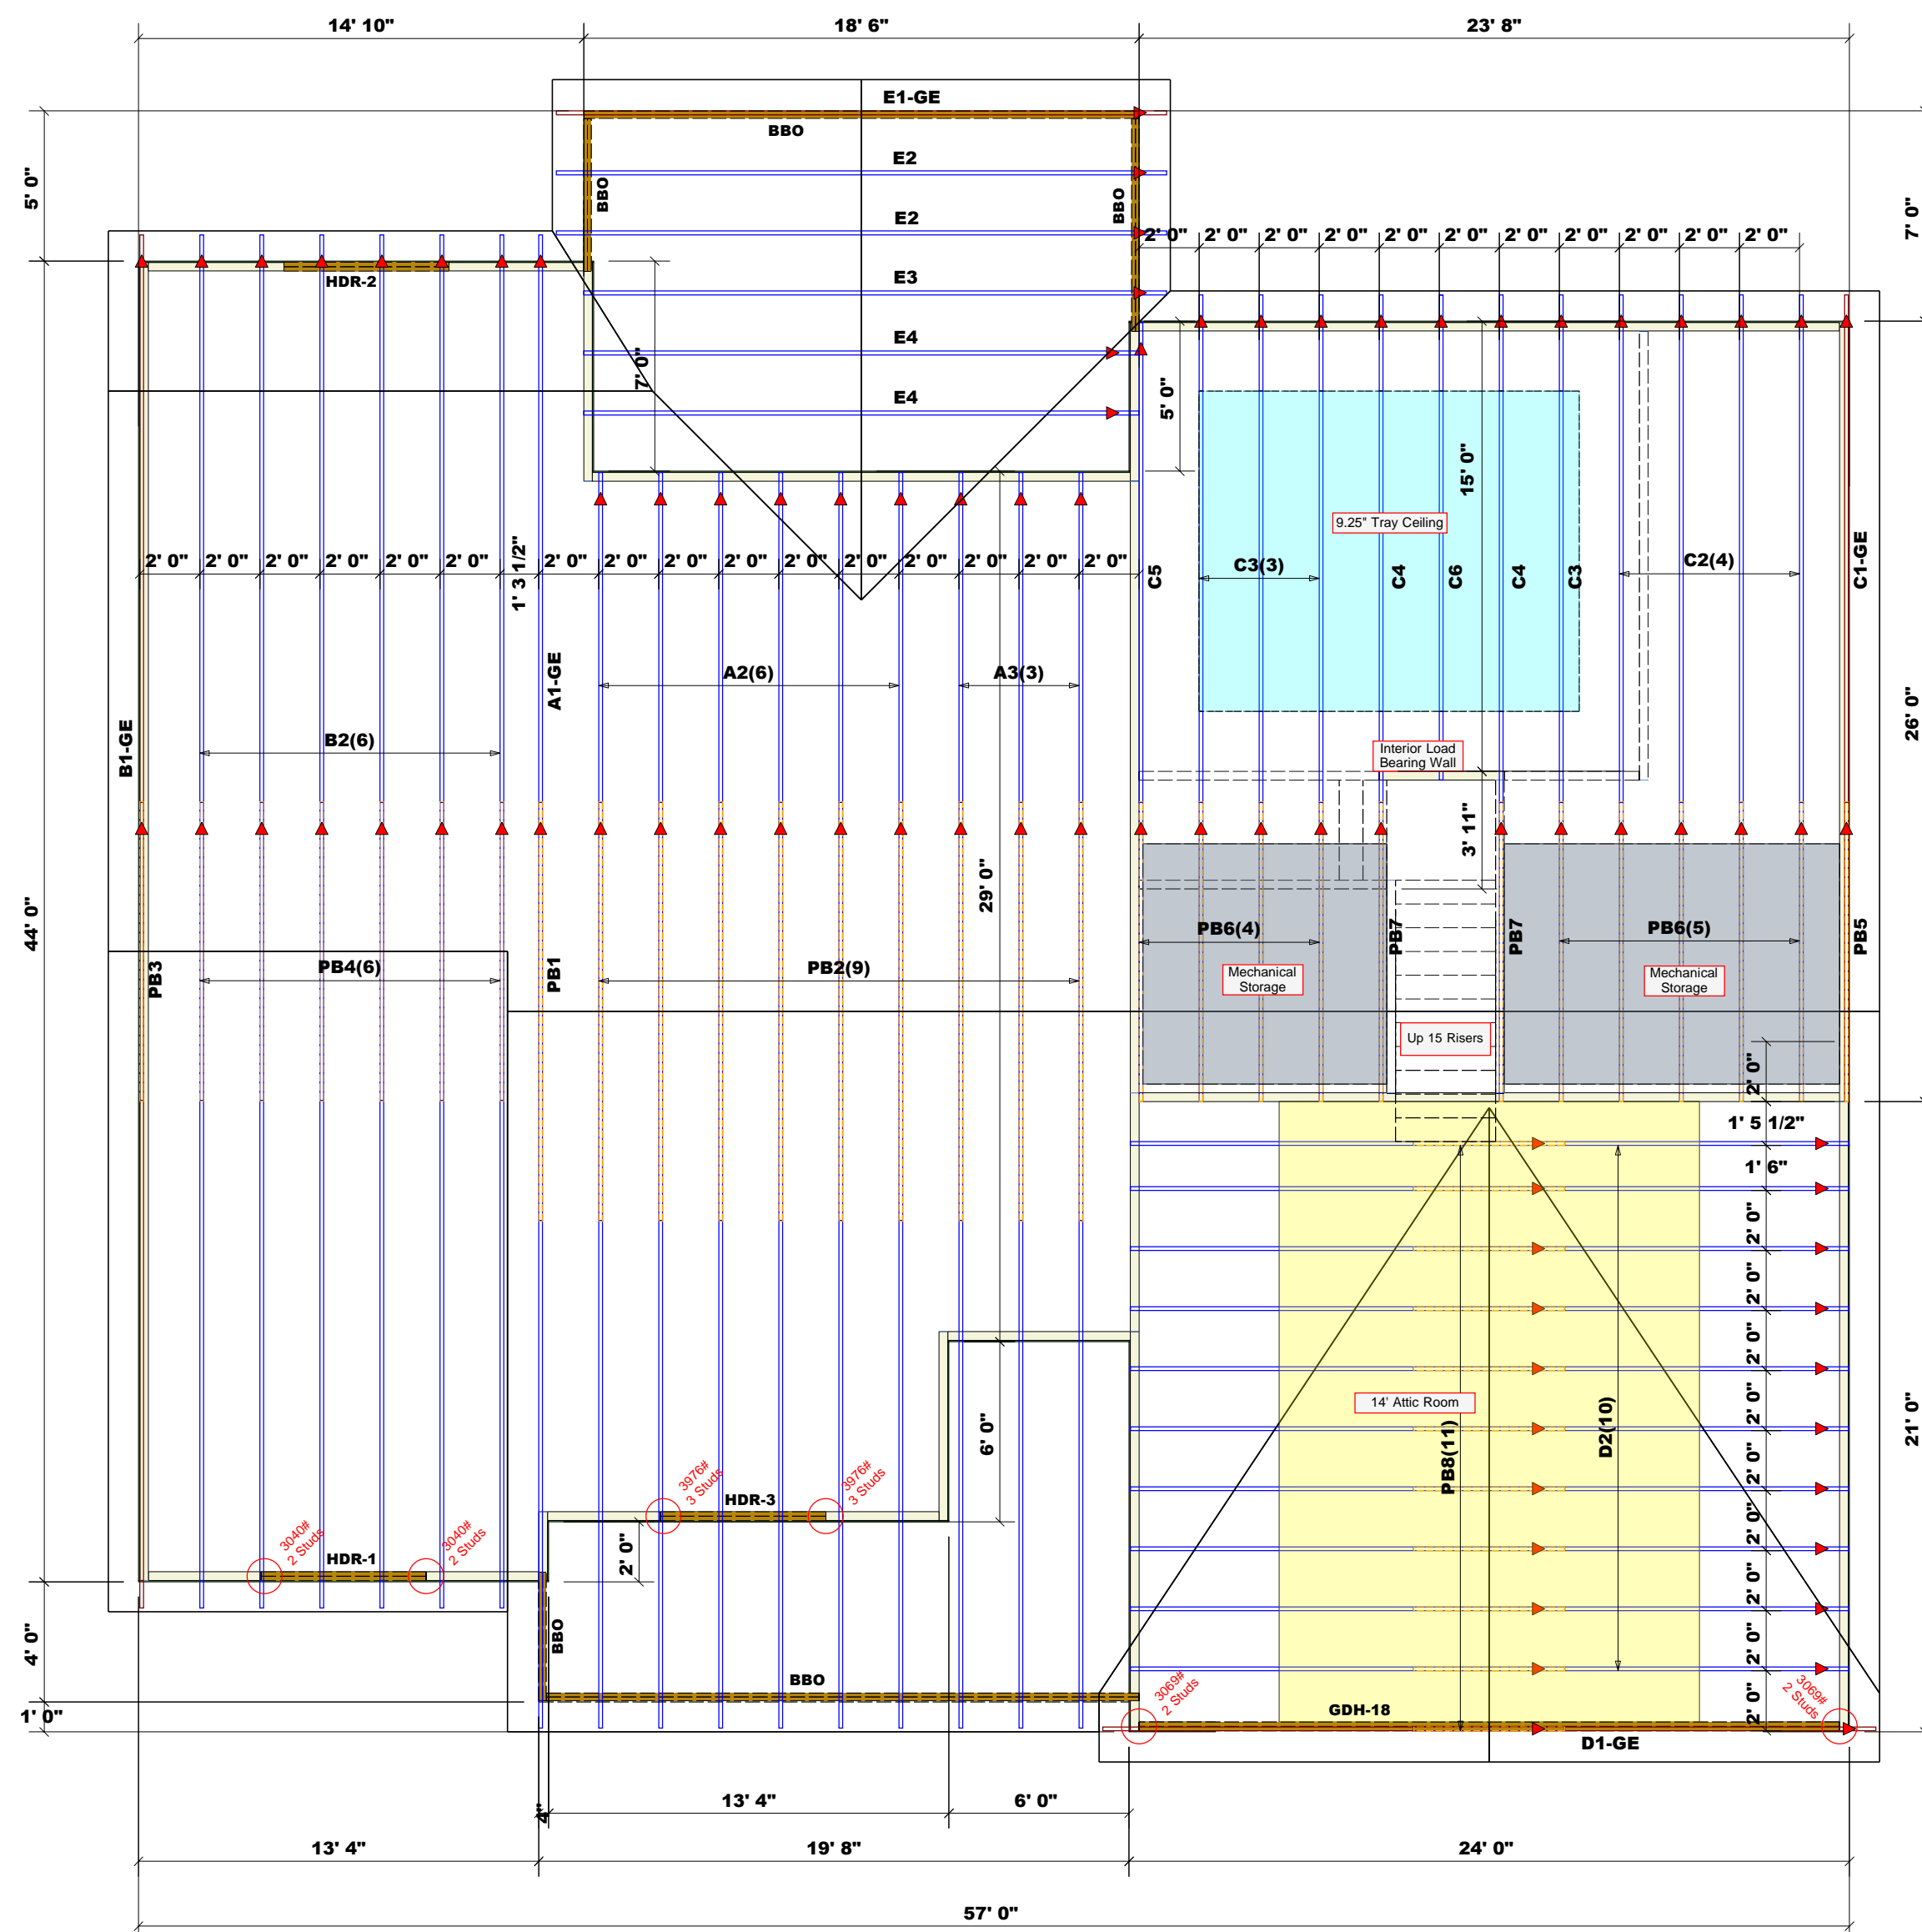 14' 10"
18' 6"
23' 8"
E1-GE
BBO
E2
BBO
BBO
5' 0"
7' 0"
E2
2' 0" 2' 0" 2' 0" 2' 0" 2' 0" 2' 0" 2' 0" 2' 0" 2' 0" 2' 0" 2' 0"
HDR-2
E3
E4
7' 0"
5' 0"
E4
15' 0"
9.25" Tray Ceiling
2' 0" 2' 0" 2' 0" 2' 0" 2' 0" 2' 0" 1' 3 1/2" 2' 0" 2' 0" 2' 0" 2' 0" 2' 0" 2' 0" 2' 0" 2' 0" 2' 0" 2' 0"
C5
C3(3)
C4
C6
C4
C3
C2(4)
C1-GE
A1-GE
A2(6)
A3(3)
B1-GE
B2(6)
26' 0"
Interior Load
Bearing Wall
3' 11"
29' 0"
44' 0"
PB3
PB4(6)
PB1
PB2(9)
PB6(4)
PB7
PB7
PB6(5)
PB5
Mechanical
Storage
Mechanical
Storage
Up 15 Risers
2' 0"
1' 5 1/2"
1' 6"
2' 0"
2' 0"
2' 0"
2' 0"
2' 0"
2' 0"
2' 0"
2' 0"
2' 0"
14' Attic Room
PB8(11)
D2(10)
21' 0"
6' 0"
3976#
3 Studs
HDR-3
3976#
3 Studs
3040#
2 Studs
HDR-1
3040#
2 Studs
2' 0"
4' 0"
BBO
BBO
3069#
2 Studs
GDH-18
3069#
2 Studs
1' 0"
D1-GE
4"
13' 4"
6' 0"
13' 4"
19' 8"
24' 0"
57' 0"